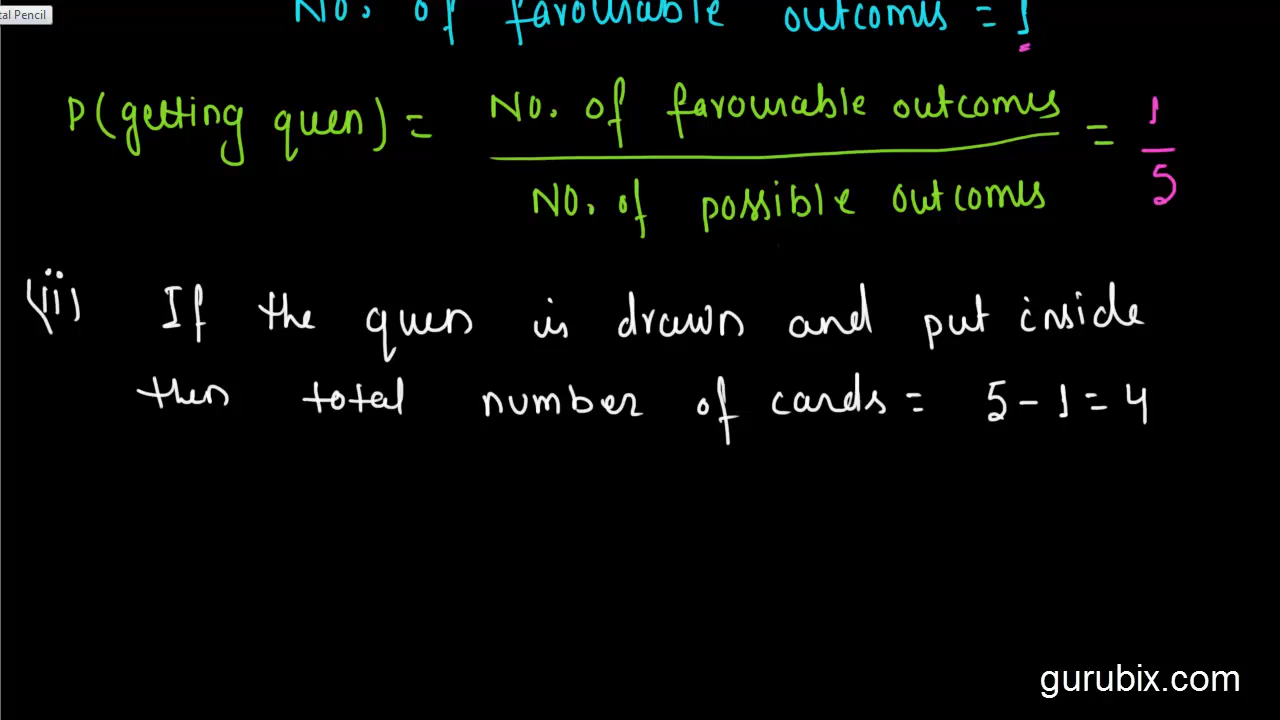 tal Pencil
No. of favourable outcomes = 1
P(getting queen) = No. of favourable outcomes = 1
NO. of possible outcomes 5
(ii) If the queen is drawn and put inside
then total number of cards = 5 - 1 = 4
gurubix.com